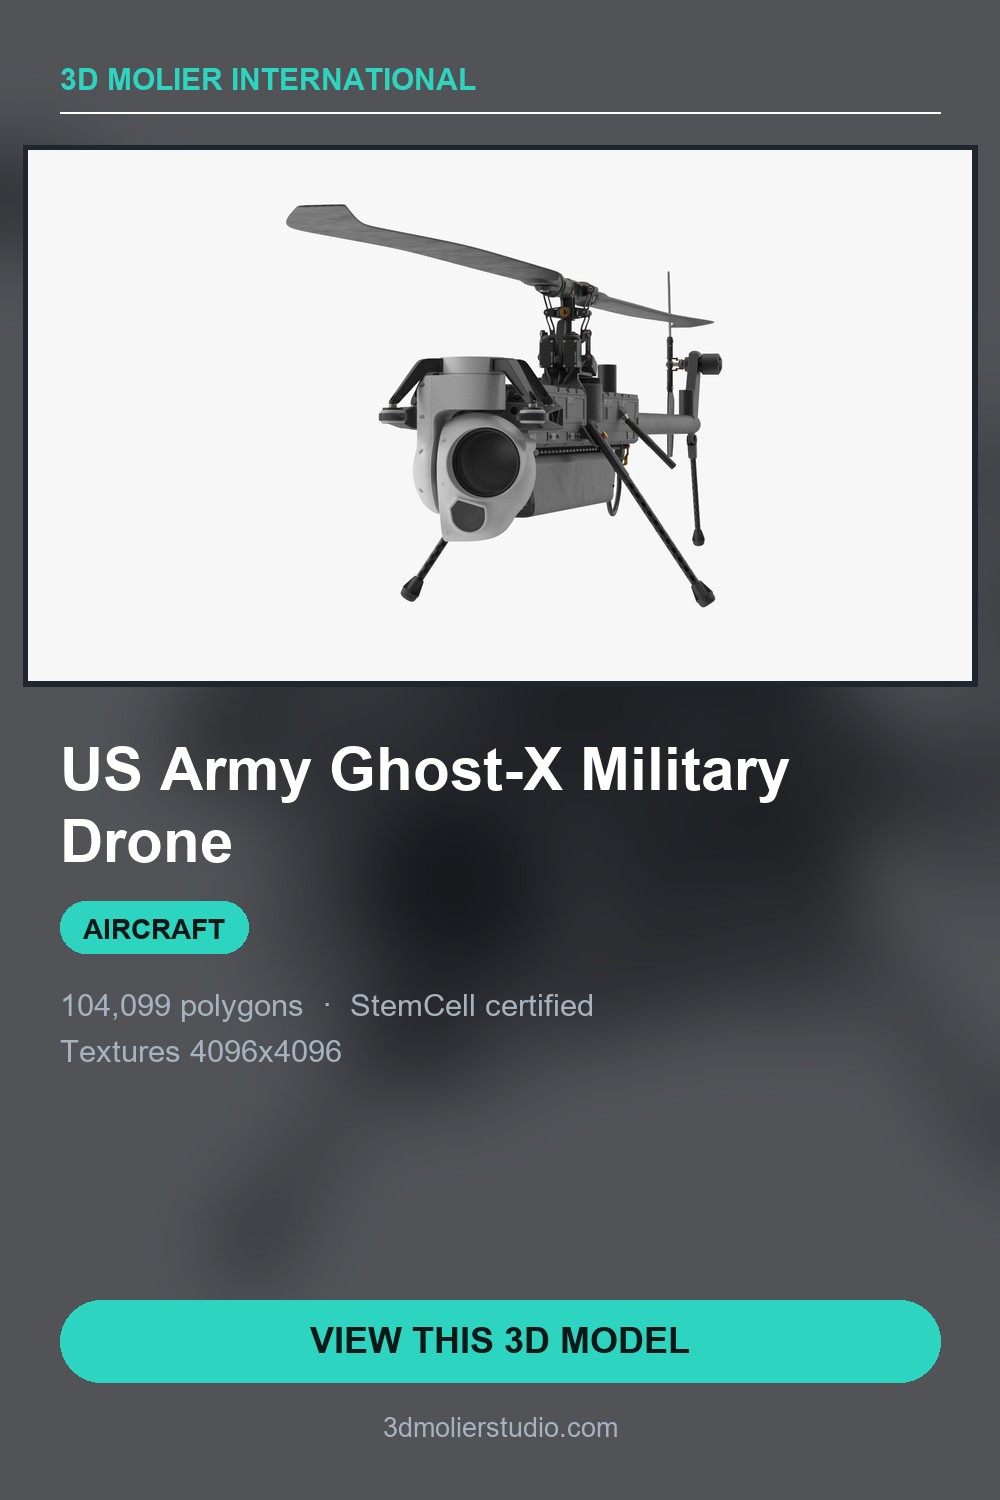 3D MOLIER INTERNATIONAL
US Army Ghost-X Military
Drone
AIRCRAFT
104,099 polygons · StemCell certified
Textures 4096x4096
VIEW THIS 3D MODEL
3dmolierstudio.com